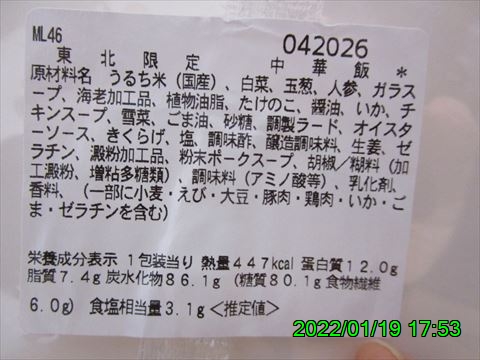 ML46
042026
東北限定 中華飯 *
原材料名 うるち米（国産）、白菜、玉葱、人参、ガラス
ープ、海老加工品、植物油脂、たけのこ、醤油、いか、チ
キンスープ、雪菜、ごま油、砂糖、調製ラード、オイスタ
ーソース、きくらげ、塩、調味酢、醸造調味料、生姜、ゼ
ラチン、澱粉加工品、粉末ポークスープ、胡椒／糊料（加
工澱粉、増粘多糖類）、調味料（アミノ酸等）、乳化剤、
香料、（一部に小麦・えび・大豆・豚肉・鶏肉・いか・ご
ま・ゼラチンを含む）
栄養成分表示 1包装当り 熱量447kcal 蛋白質12.0g
脂質7.4g 炭水化物86.1g （糖質80.1g 食物繊維
6.0g） 食塩相当量3.1g＜推定値＞
2022/01/19 17:53